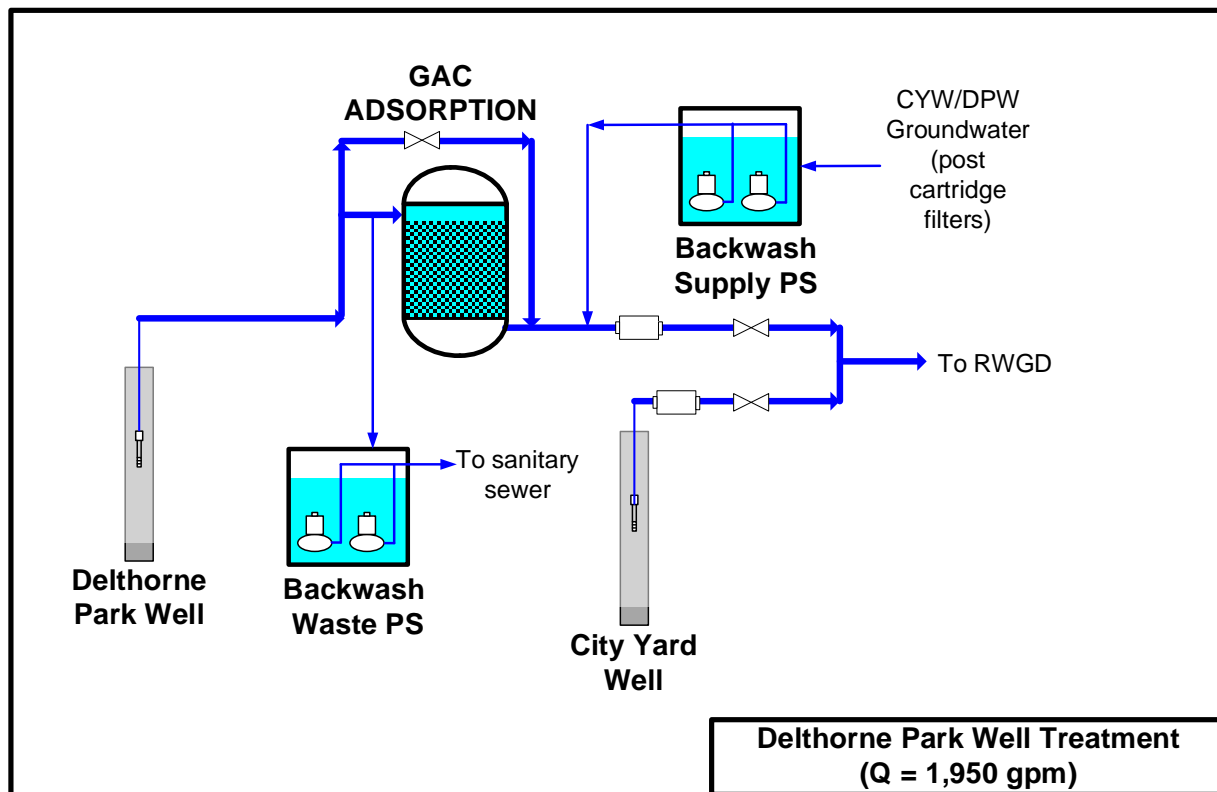 GAC
ADSORPTION
CYW/DPW
Groundwater
(post
cartridge
filters)
Backwash
Supply PS
To RWGD
To sanitary
sewer
Delthorne
Park Well
Backwash
Waste PS
City Yard
Well
Delthorne Park Well Treatment
(Q = 1,950 gpm)